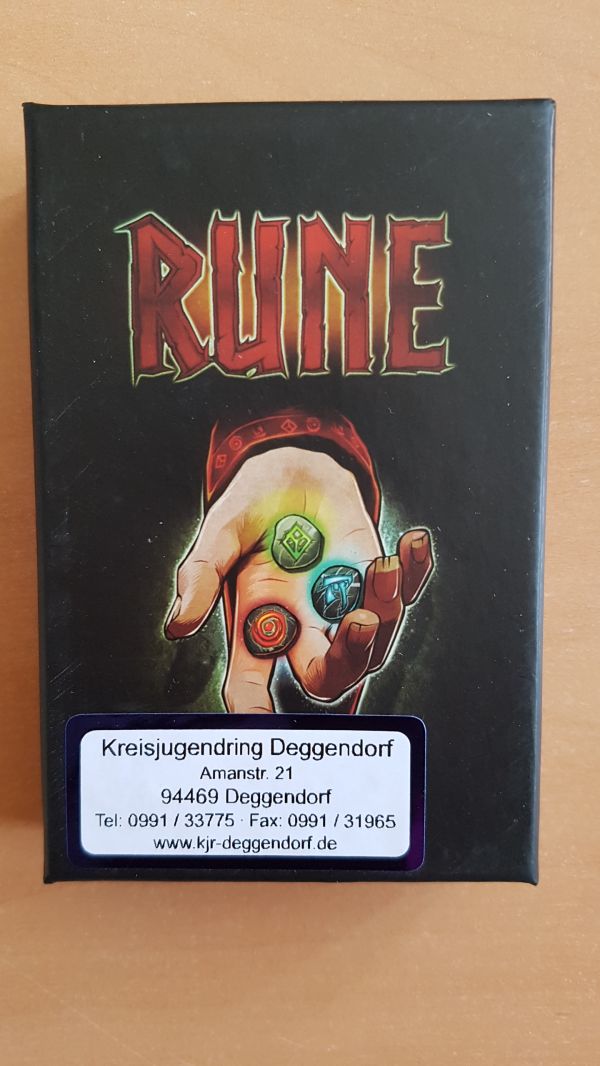 RUNE
Kreisjugendring Deggendorf
Amanstr. 21
94469 Deggendorf
Tel: 0991 / 33775 · Fax: 0991 / 31965
www.kjr-deggendorf.de